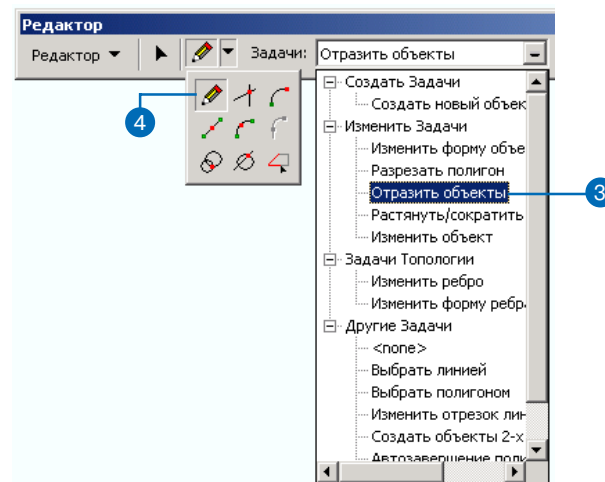 Редактор
Редактор
Задачи:
Отразить объекты
4
3
Создать Задачи
Создать новый объек
Изменить Задачи
Изменить форму объе
Разрезать полигон
Отразить объекты
Растянуть/сократить
Изменить объект
Задачи Топологии
Изменить ребро
Изменить форму ребр
Другие Задачи
<none>
Выбрать линией
Выбрать полигоном
Изменить отрезок лин
Создать объекты 2-х
Автозавершение поли